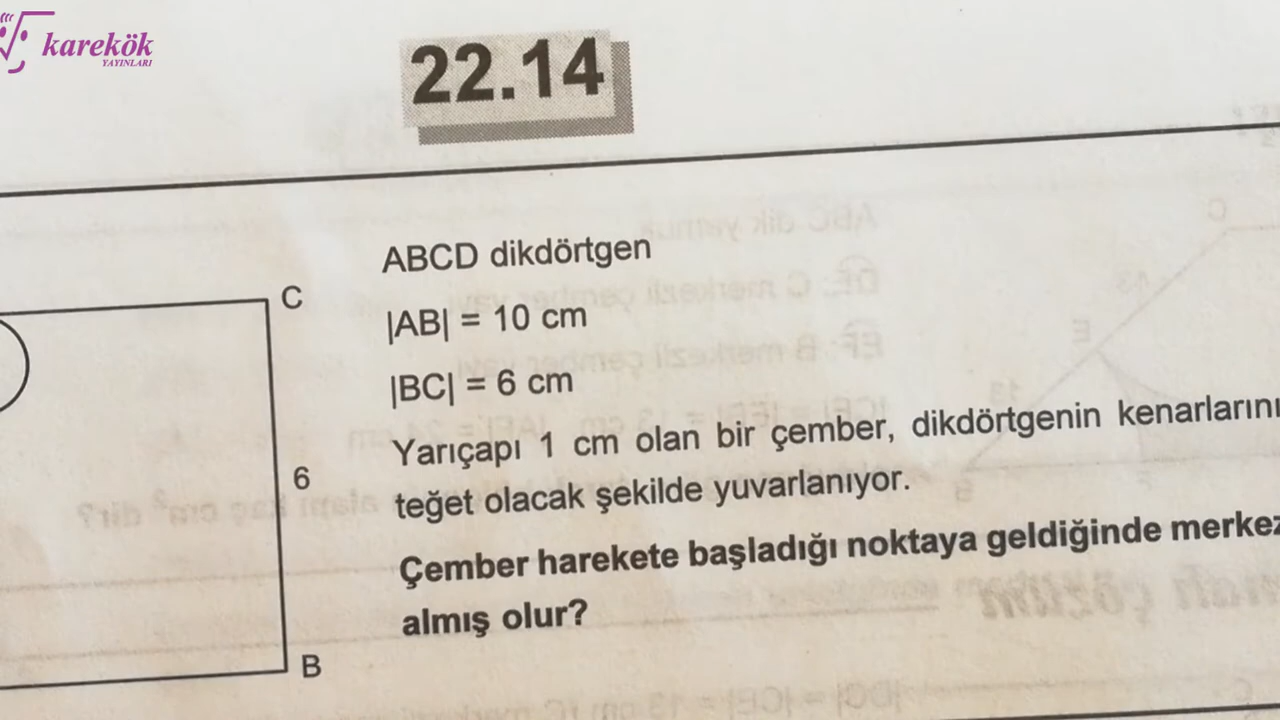 karekök
YAYINLARI
22.14
ABCD dikdörtgen
|AB| = 10 cm
|BC| = 6 cm
Yarıçapı 1 cm olan bir çember, dikdörtgenin kenarlarını
teğet olacak şekilde yuvarlanıyor.
Çember harekete başladığı noktaya geldiğinde merkez
almış olur?
C
6
B